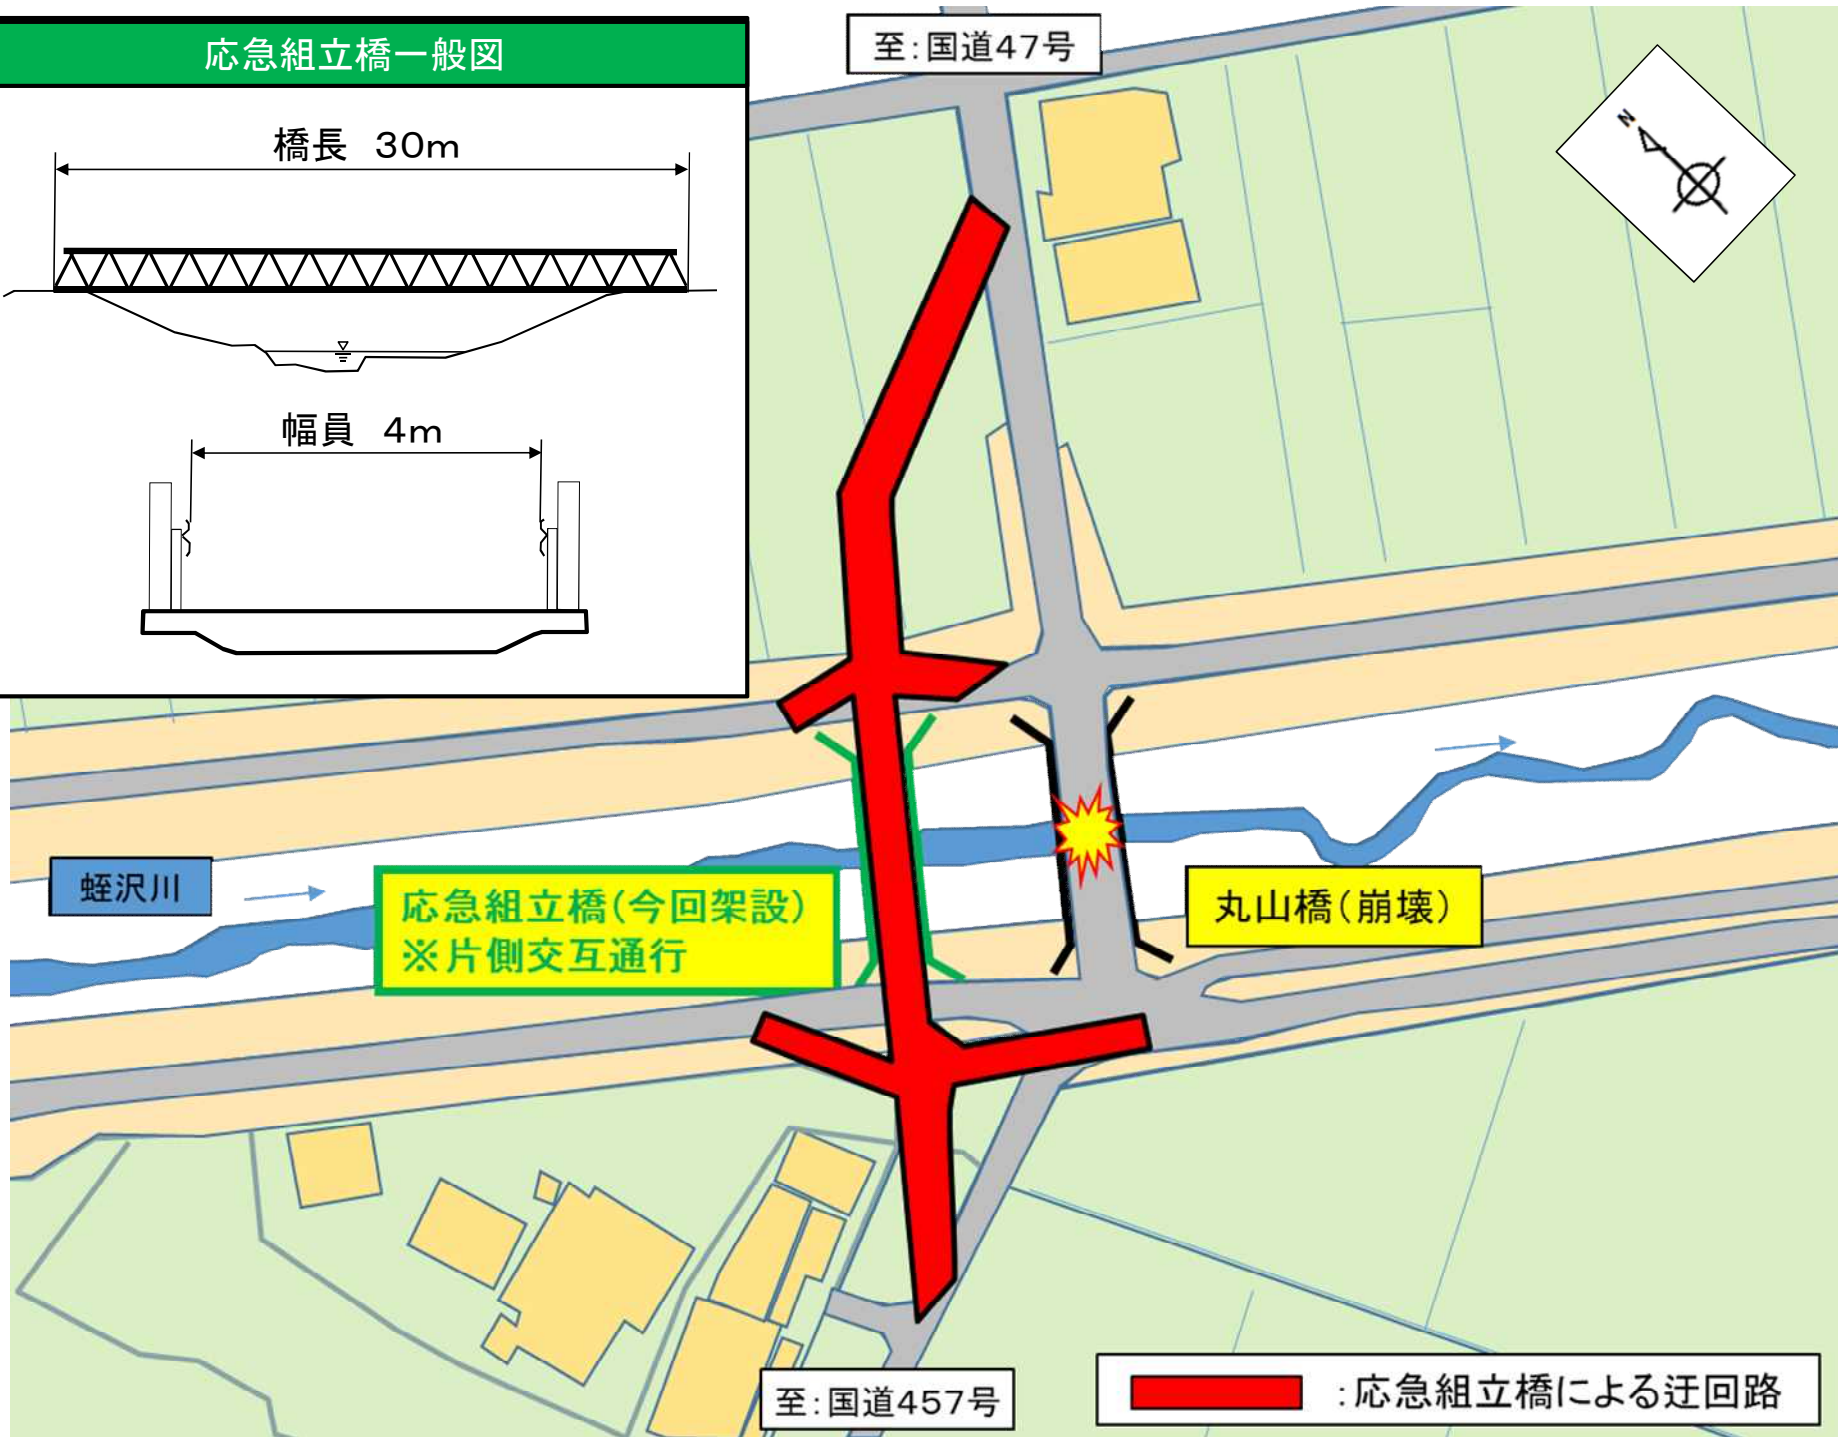 応急組立橋一般図
橋長　30m
幅員　4m
至：国道47号
N
蛭沢川
応急組立橋(今回架設)
※片側交互通行
丸山橋（崩壊）
至：国道457号
：応急組立橋による迂回路